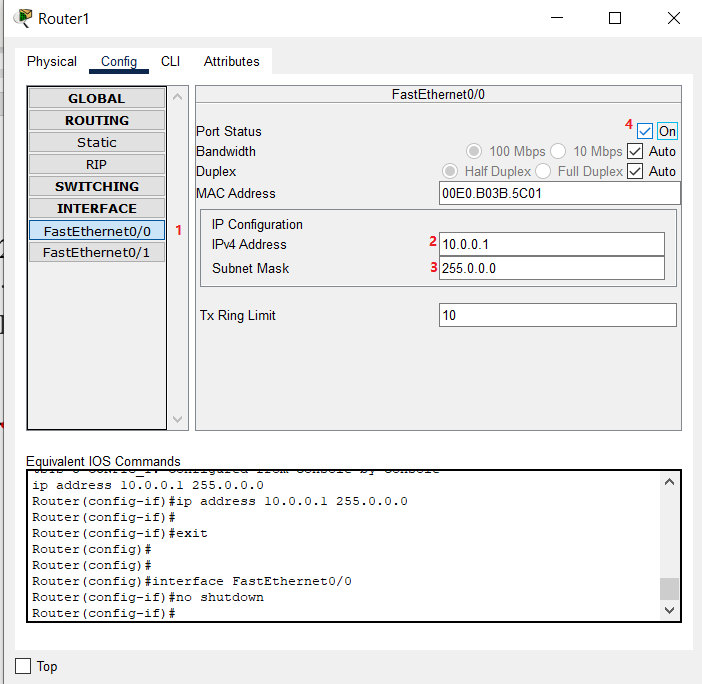 Router1
Physical Config CLI Attributes
GLOBAL
ROUTING
Static
RIP
SWITCHING
INTERFACE
FastEthernet0/0 1
FastEthernet0/1
FastEthernet0/0
Port Status 4 On
Bandwidth 100 Mbps 10 Mbps Auto
Duplex Half Duplex Full Duplex Auto
MAC Address 00E0.B03B.5C01
IP Configuration
IPv4 Address 2 10.0.0.1
Subnet Mask 3 255.0.0.0
Tx Ring Limit 10
Equivalent IOS Commands
ip address 10.0.0.1 255.0.0.0
Router(config-if)#ip address 10.0.0.1 255.0.0.0
Router(config-if)#
Router(config-if)#exit
Router(config)#
Router(config)#
Router(config)#interface FastEthernet0/0
Router(config-if)#no shutdown
Router(config-if)#
Top